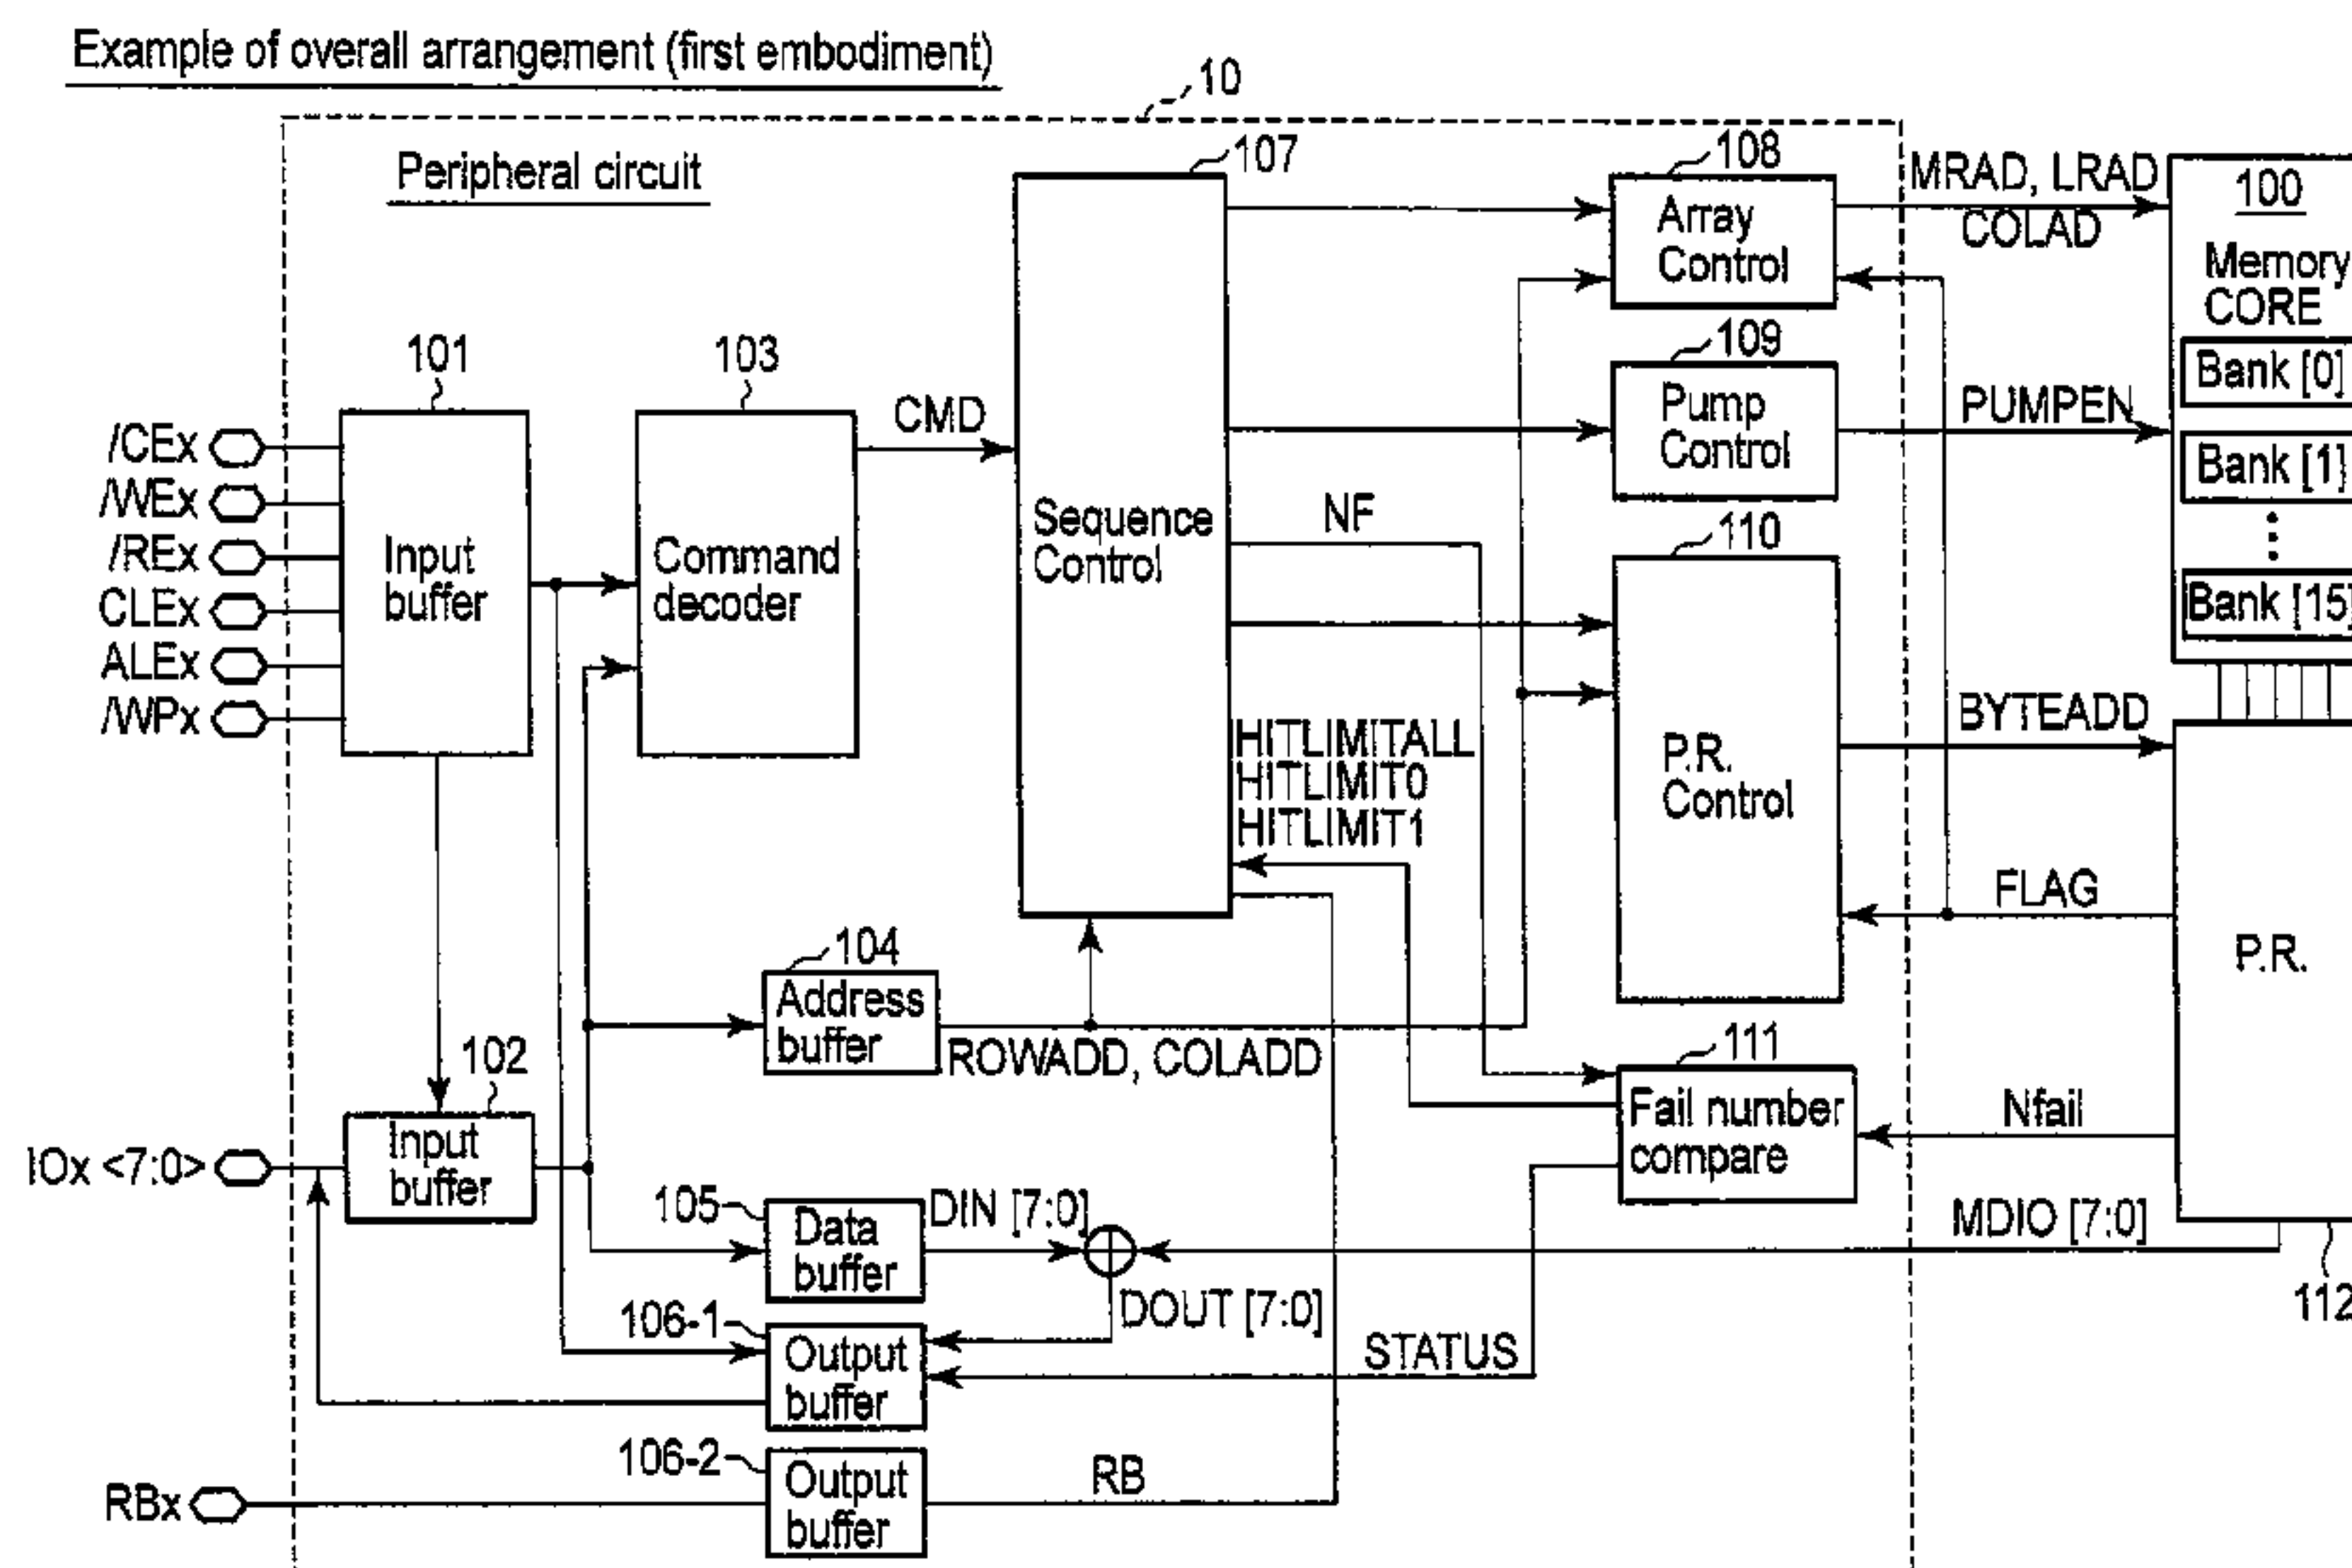 Example of overall arrangement (first embodiment)
10
Peripheral circuit
107
108
MRAD, LRAD
COLAD
100
Memory
CORE
Bank [0]
Bank [1]
Bank [15]
Array
Control
109
Pump
Control
PUMPEN
101
103
CMD
/CEx
/WEx
/REx
CLEx
ALEx
/WPx
Input
buffer
Command
decoder
Sequence
Control
NF
110
P.R.
Control
HITLIMITALL
HITLIMIT0
HITLIMIT1
BYTEADD
FLAG
P.R.
104
Address
buffer
ROWADD, COLADD
102
Input
buffer
IOx <7:0>
111
Fail number
compare
Nfail
105
Data
buffer
DIN [7:0]
MDIO [7:0]
112
DOUT [7:0]
106-1
Output
buffer
STATUS
106-2
Output
buffer
RB
RBx